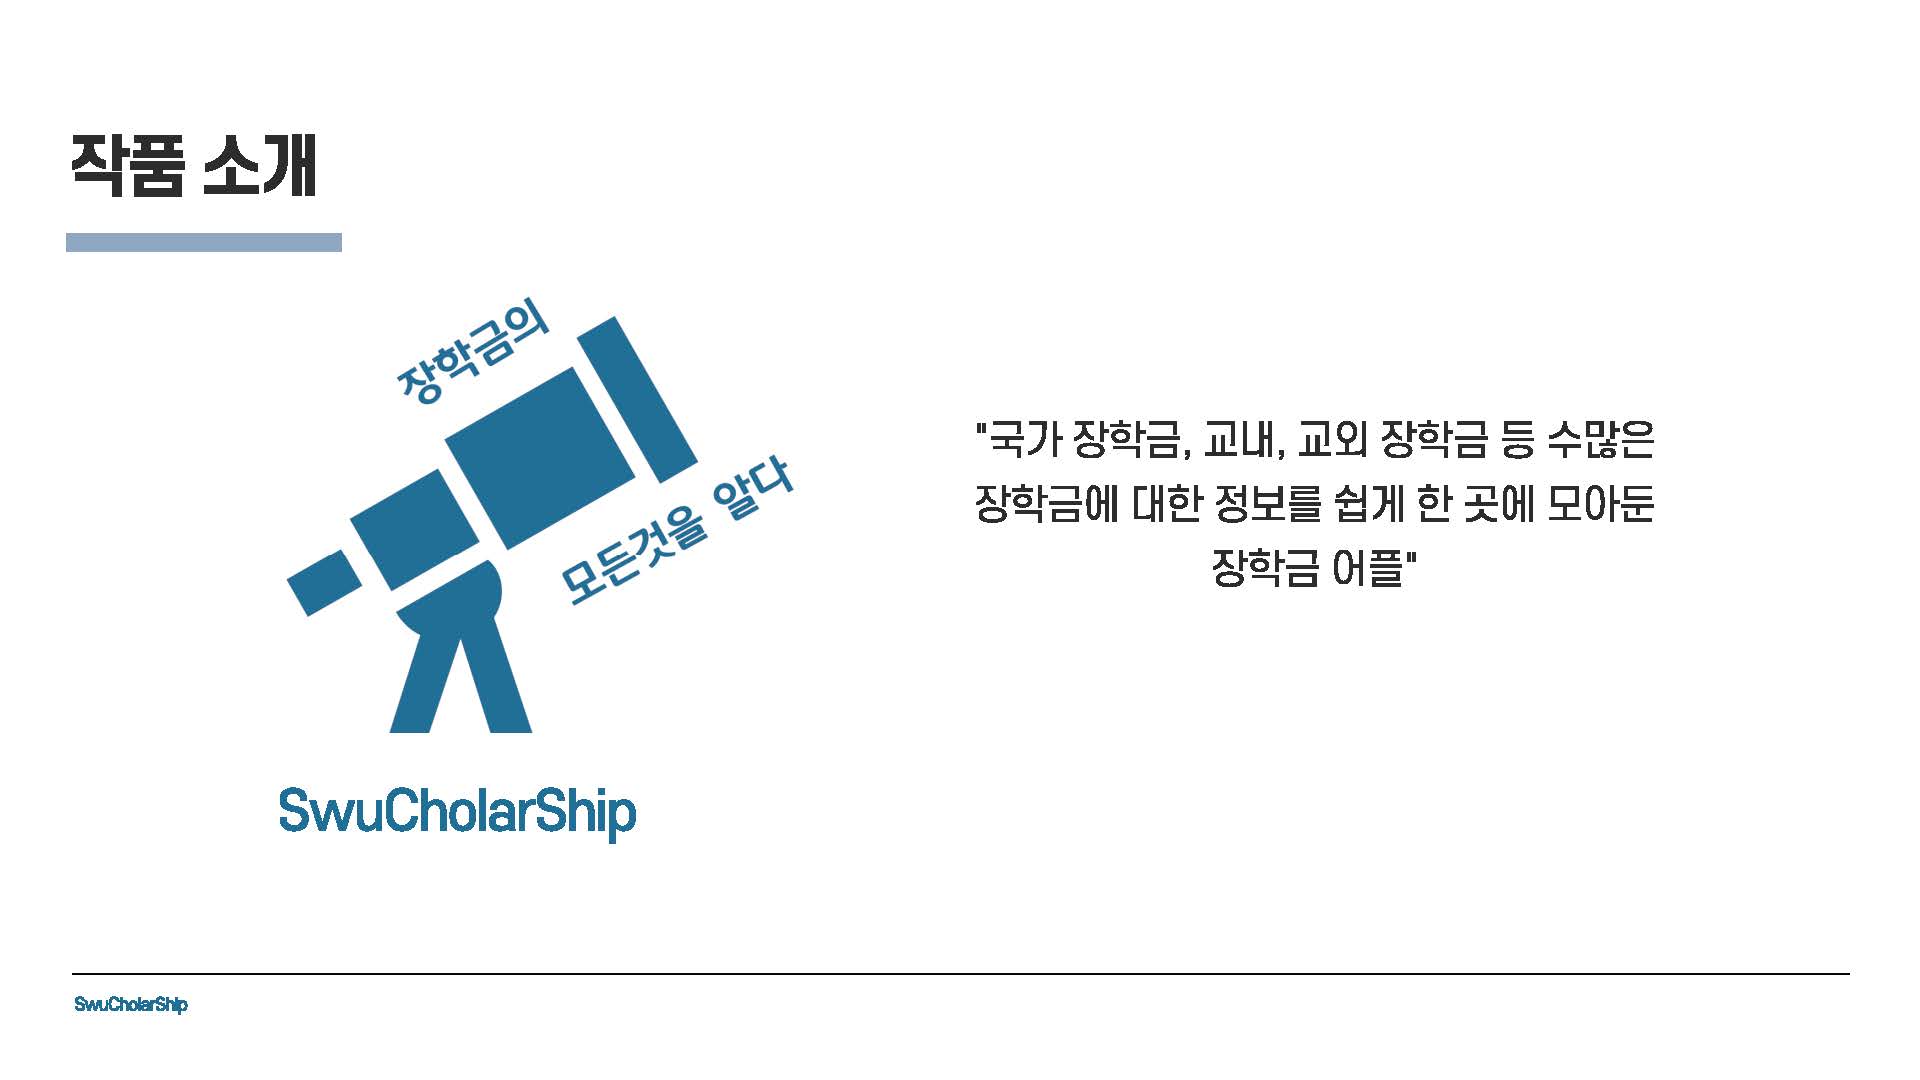 작품 소개
장학금의
모든것을 알다
SwuCholarShip
"국가 장학금, 교내, 교외 장학금 등 수많은
장학금에 대한 정보를 쉽게 한 곳에 모아둔
장학금 어플"
SwuCholarShip